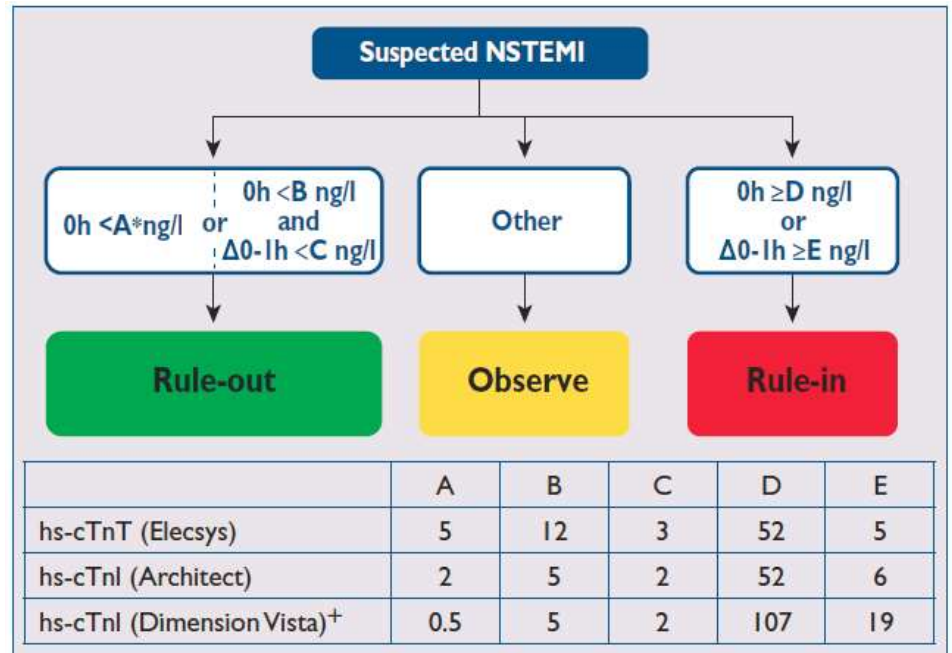 Suspected NSTEMI
0h <A*ng/l or
0h <B ng/l
and
Δ0-1h <C ng/l
Other
0h ≥D ng/l
or
Δ0-1h ≥E ng/l
Rule-out
Observe
Rule-in
A B C D E
hs-cTnT (Elecsys) 5 12 3 52 5
hs-cTnI (Architect) 2 5 2 52 6
hs-cTnI (Dimension Vista)+ 0.5 5 2 107 19